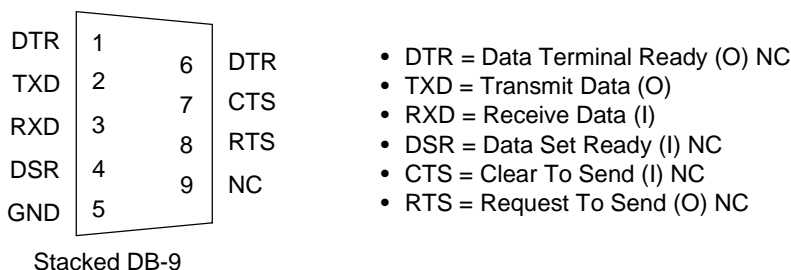 DTR 1
TXD 2
RXD 3
DSR 4
GND 5
6 DTR
7 CTS
8 RTS
9 NC
Stacked DB-9
• DTR = Data Terminal Ready (O) NC
• TXD = Transmit Data (O)
• RXD = Receive Data (I)
• DSR = Data Set Ready (I) NC
• CTS = Clear To Send (I) NC
• RTS = Request To Send (O) NC